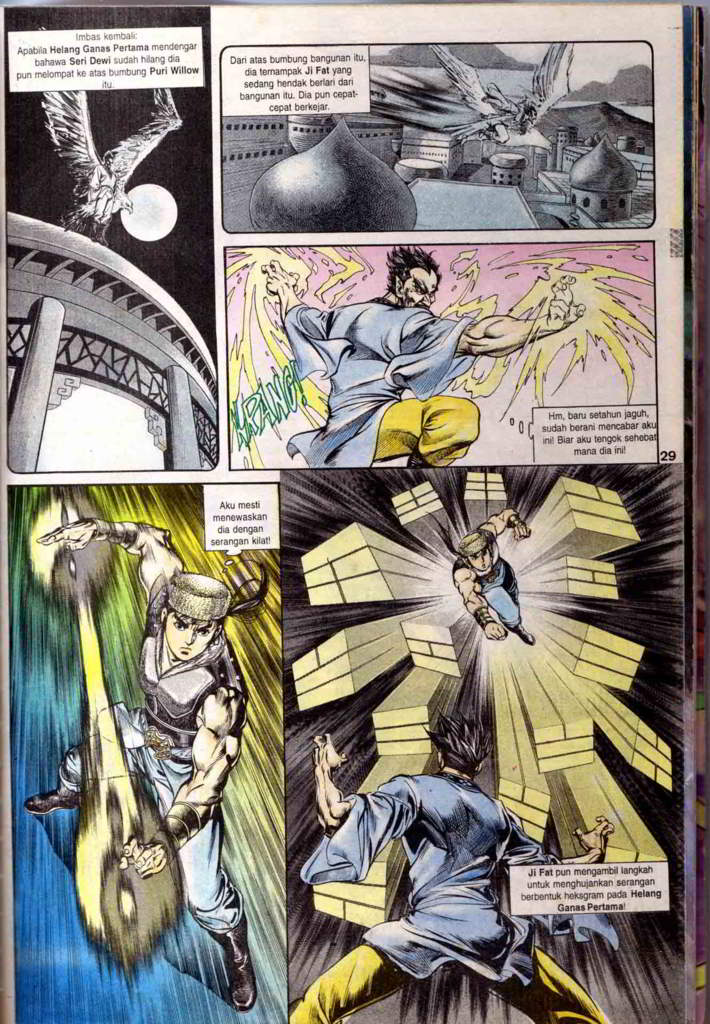 Imbas kembali:
Apabila Helang Ganas Pertama mendengar
bahawa Seri Dewi sudah hilang dia
pun melompat ke atas bumbung Puri Willow
itu.
Dari atas bumbung bangunan itu,
dia ternampak Ji Fat yang
sedang hendak berlari dari
bangunan itu. Dia pun cepat-
cepat berkejar.
KRANG!
Hm, baru setahun jaguh,
sudah berani mencabar aku
ini! Biar aku tengok sehebat
mana dia ini!
29
Aku mesti
menewaskan
dia dengan
serangan kilat!
Ji Fat pun mengambil langkah
untuk menghujankan serangan
berbentuk heksgram pada Helang
Ganas Pertama!